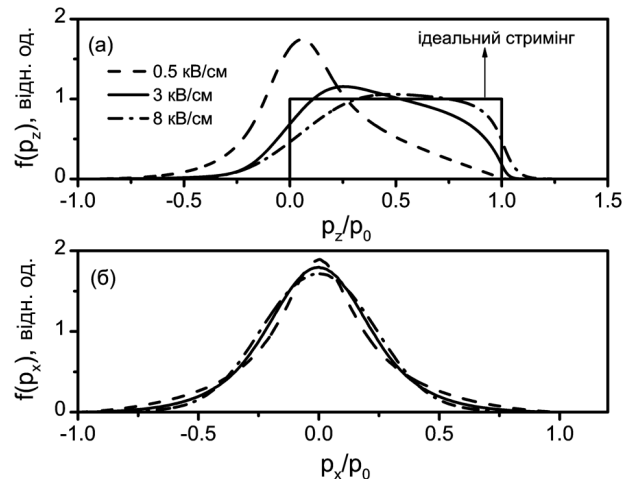 (а)
ідеальний стримінг
0.5 кВ/см
3 кВ/см
8 кВ/см
f(p_z), відн. од.
2
1
0
-1.0 -0.5 0.0 0.5 1.0 1.5
p_z/p_0
(б)
f(p_x), відн. од.
2
1
0
-1.0 -0.5 0.0 0.5 1.0
p_x/p_0